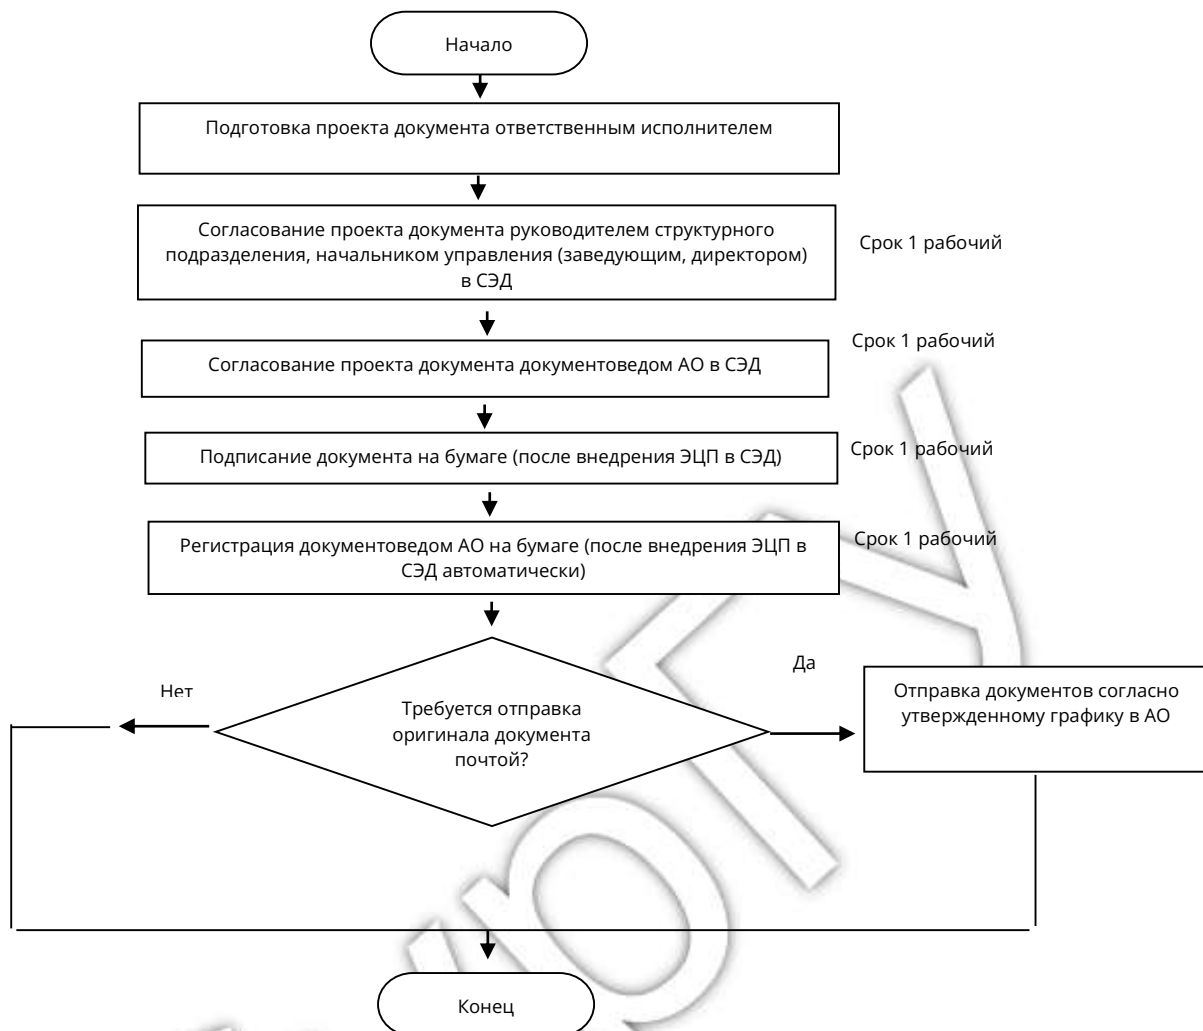 Начало
Подготовка проекта документа ответственным исполнителем
Согласование проекта документа руководителем структурного
подразделения, начальником управления (заведующим, директором)
в СЭД
Срок 1 рабочий
Согласование проекта документа документоведом АО в СЭД
Срок 1 рабочий
Подписание документа на бумаге (после внедрения ЭЦП в СЭД)
Срок 1 рабочий
Регистрация документоведом АО на бумаге (после внедрения ЭЦП в
СЭД автоматически)
Срок 1 рабочий
Нет
Требуется отправка
оригинала документа
почтой?
Да
Отправка документов согласно
утвержденному графику в АО
Конец